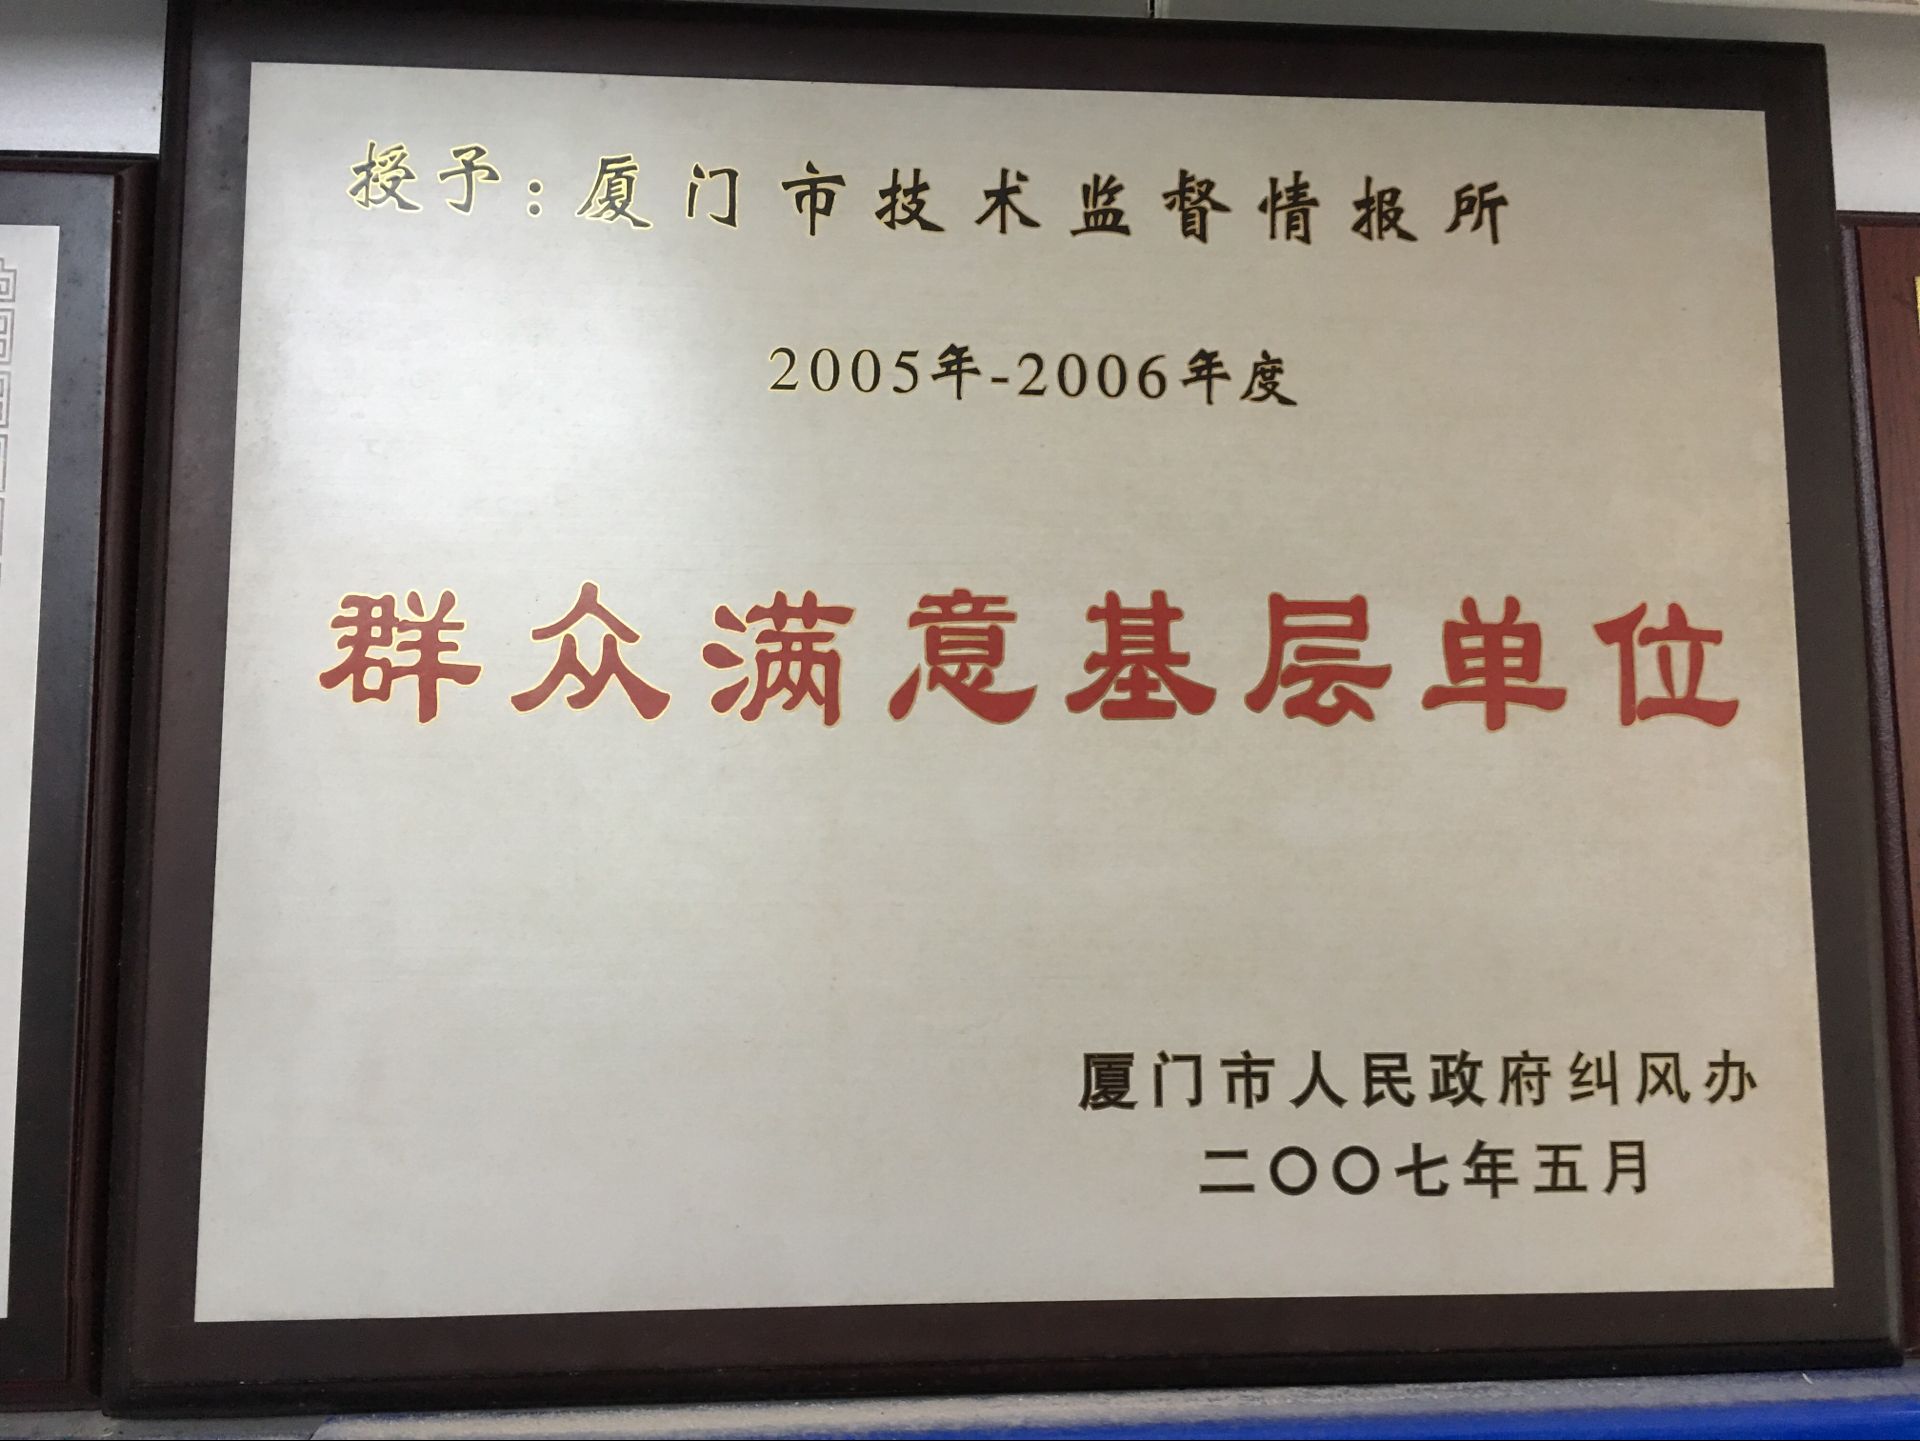 授予：厦门市技术监督情报所
2005年-2006年度
群众满意基层单位
厦门市人民政府纠风办
二〇〇七年五月